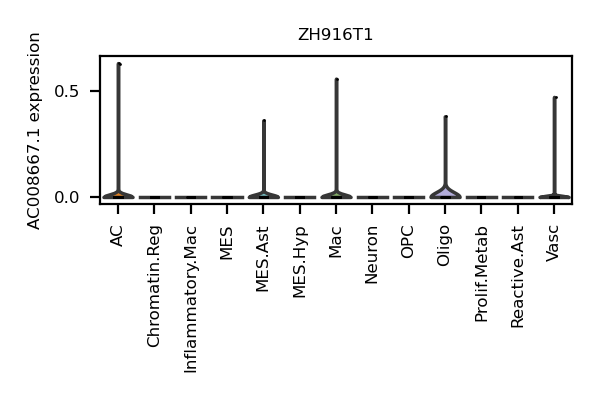 ZH916T1
AC008667.1 expression
0.5
0.0
AC
Chromatin.Reg
Inflammatory.Mac
MES
MES.Ast
MES.Hyp
Mac
Neuron
OPC
Oligo
Prolif.Metab
Reactive.Ast
Vasc